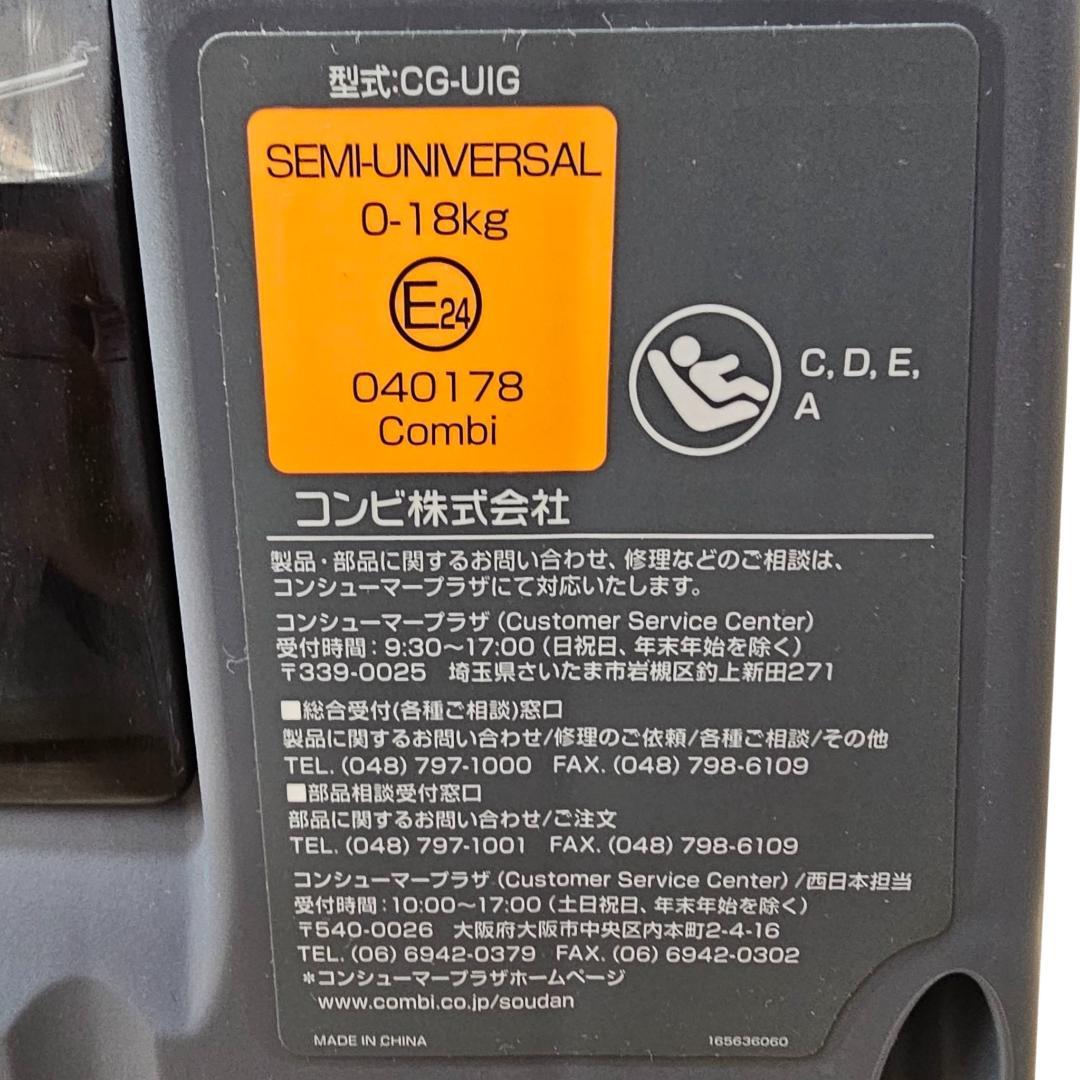 型式:CG-UIG
SEMI-UNIVERSAL
0-18kg
E24
040178
Combi
C, D, E,
A
コンビ株式会社
製品・部品に関するお問い合わせ、修理などのご相談は、
コンシューマープラザにて対応いたします。
コンシューマープラザ (Customer Service Center)
受付時間：9:30～17:00 (日祝日、年末年始を除く)
〒339-0025 埼玉県さいたま市岩槻区釣上新田271
■総合受付(各種ご相談)窓口
製品に関するお問い合わせ/修理のご依頼/各種ご相談/その他
TEL. (048) 797-1000 FAX. (048) 798-6109
■部品相談受付窓口
部品に関するお問い合わせ/ご注文
TEL. (048) 797-1001 FAX. (048) 798-6109
コンシューマープラザ (Customer Service Center) /西日本担当
受付時間：10:00～17:00 (土日祝日、年末年始を除く)
〒540-0026 大阪府大阪市中央区内本町2-4-16
TEL. (06) 6942-0379 FAX. (06) 6942-0302
*コンシューマープラザホームページ
www.combi.co.jp/soudan
MADE IN CHINA 165636060